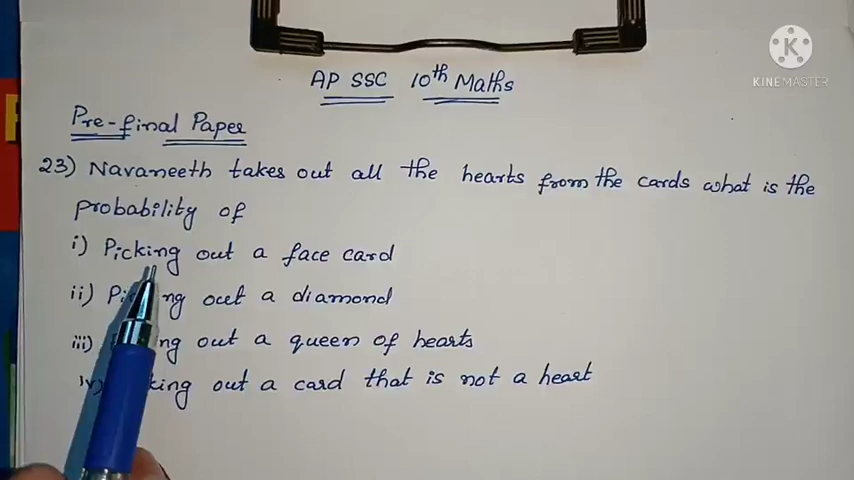 AP SSC 10th Maths
KINEMASTER
Pre-final Paper
23) Navaneeth takes out all the hearts from the cards what is the
probability of
i) Picking out a face card
ii) out a diamond
iii) out a queen of hearts
out a card that is not a heart